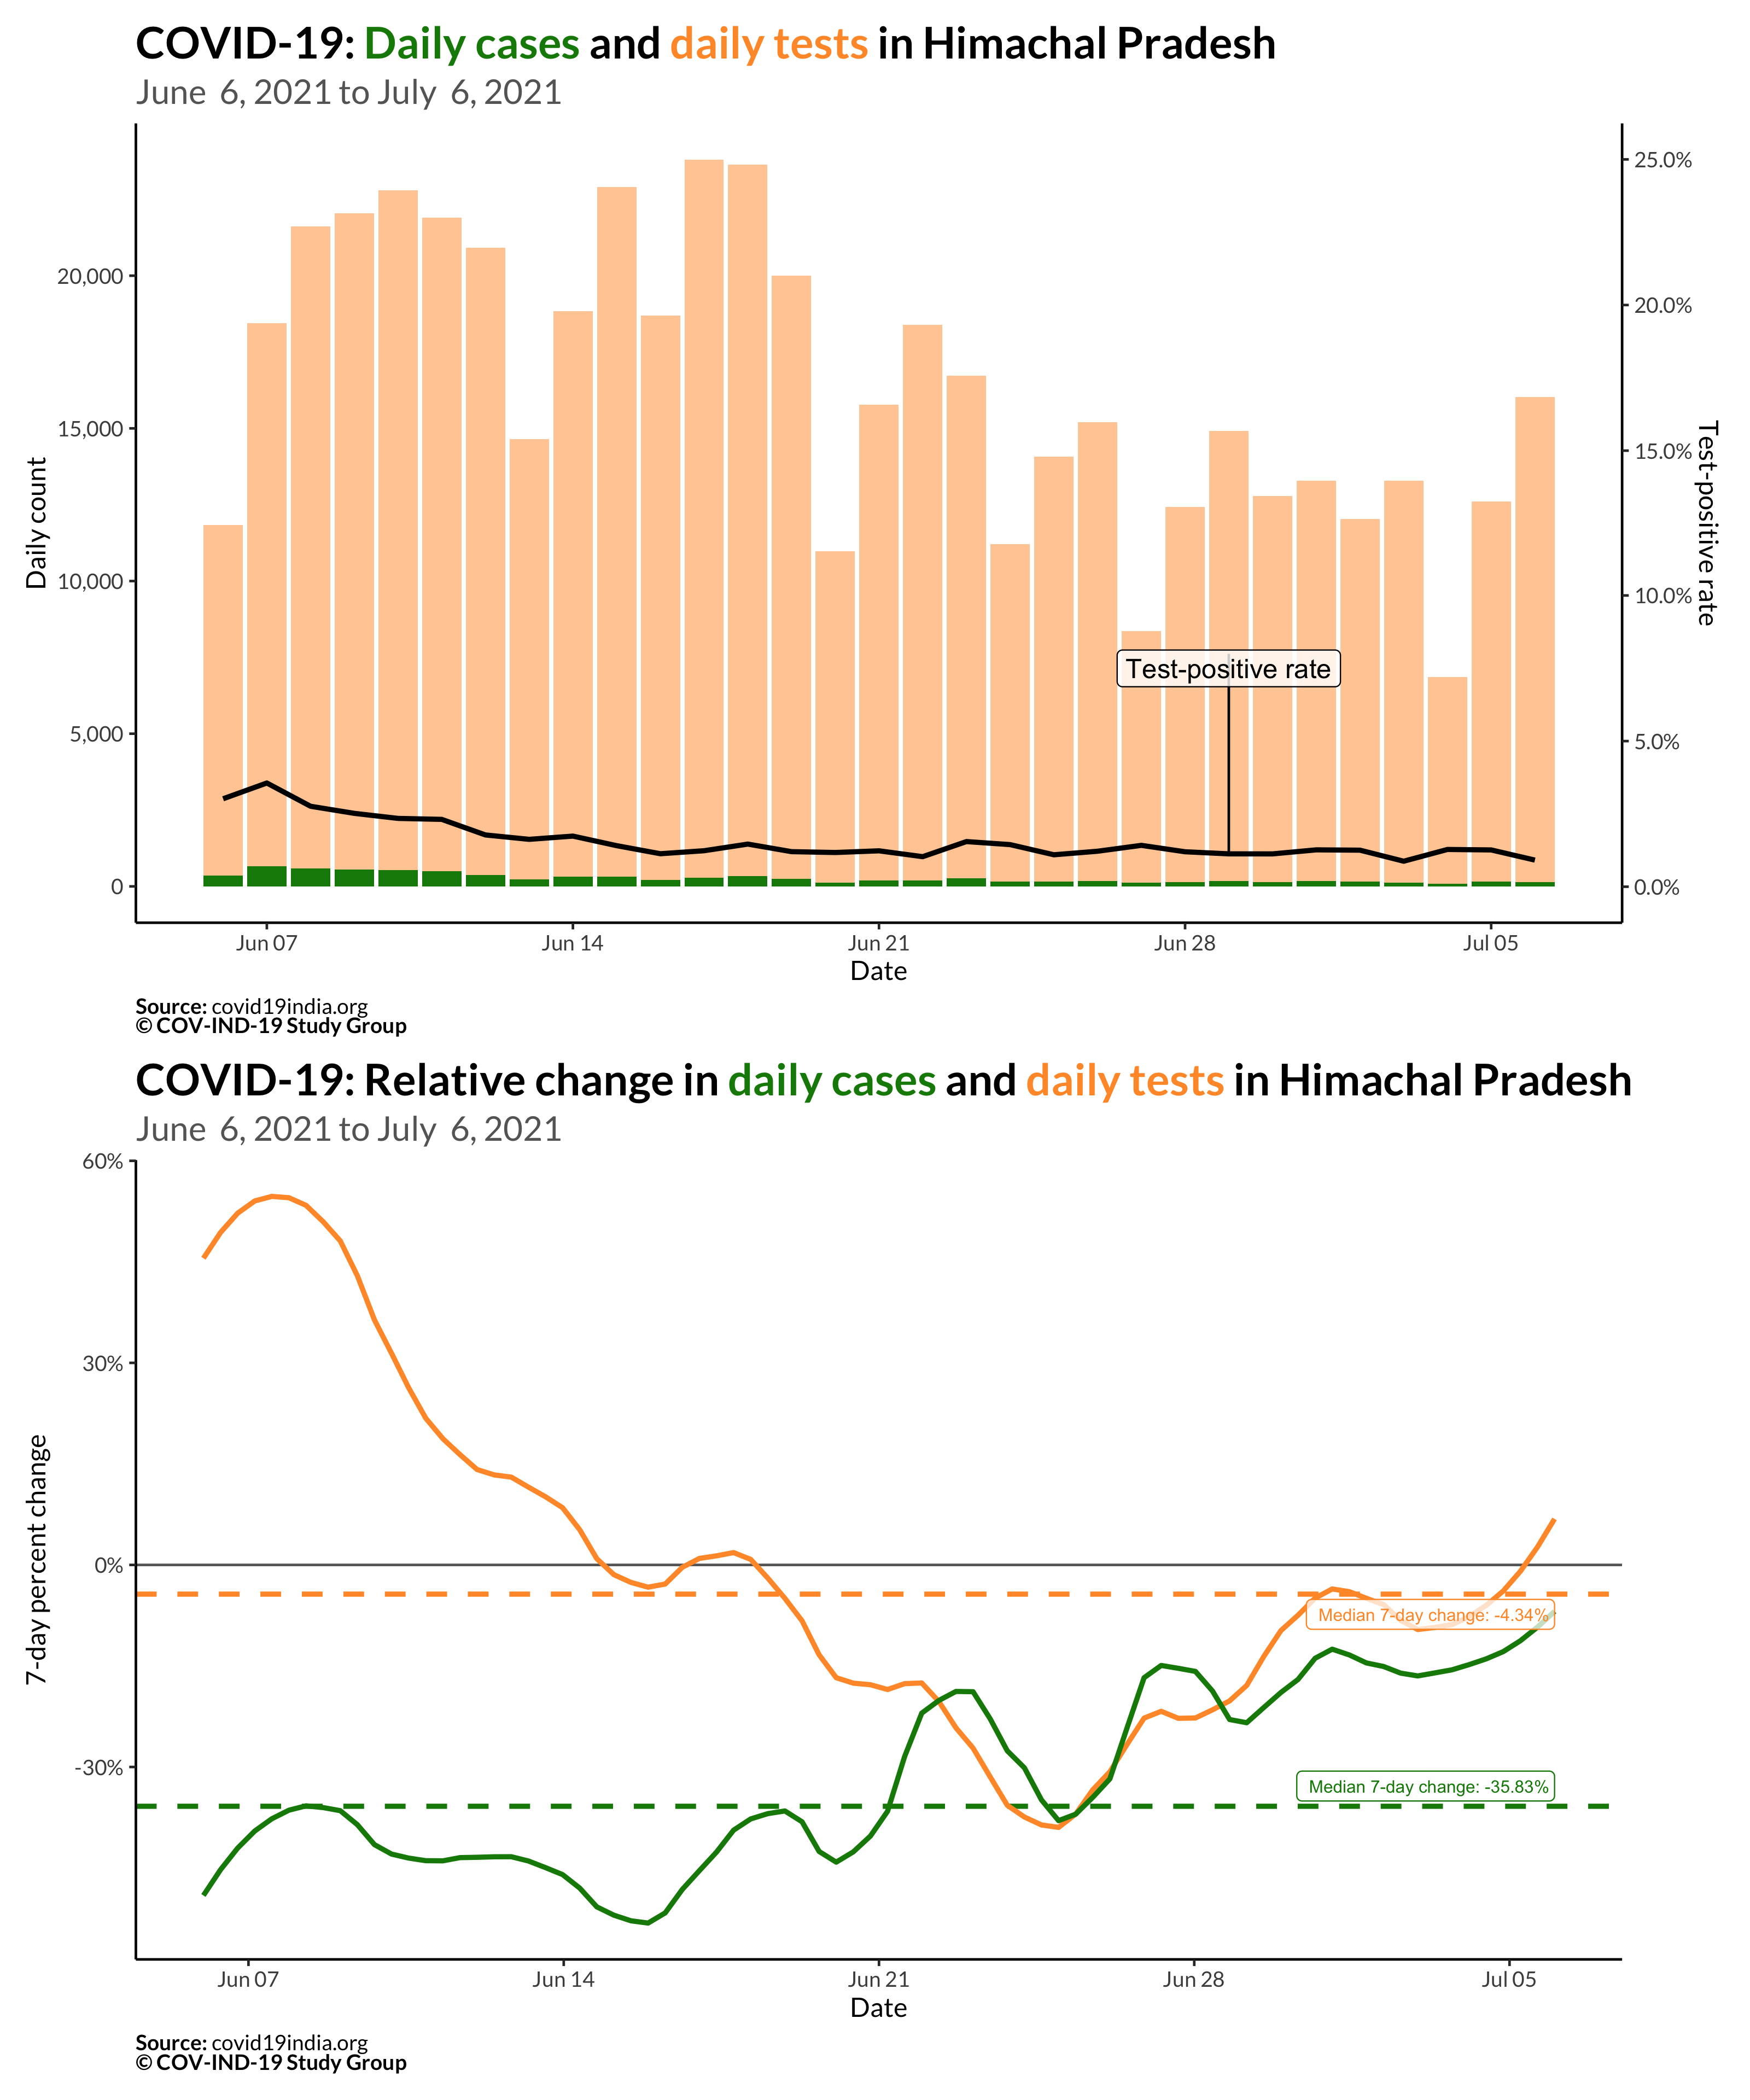 COVID-19: Daily cases and daily tests in Himachal Pradesh
June 6, 2021 to July 6, 2021
25.0%
20,000
20.0%
15,000
15.0%
Daily count
Test-positive rate
10,000
10.0%
Test-positive rate
5,000
5.0%
0
0.0%
Jun 07 Jun 14 Jun 21 Jun 28 Jul 05
Date
Source: covid19india.org
© COV-IND-19 Study Group
COVID-19: Relative change in daily cases and daily tests in Himachal Pradesh
June 6, 2021 to July 6, 2021
60%
30%
7-day percent change
0%
Median 7-day change: -4.34%
-30%
Median 7-day change: -35.83%
Jun 07 Jun 14 Jun 21 Jun 28 Jul 05
Date
Source: covid19india.org
© COV-IND-19 Study Group